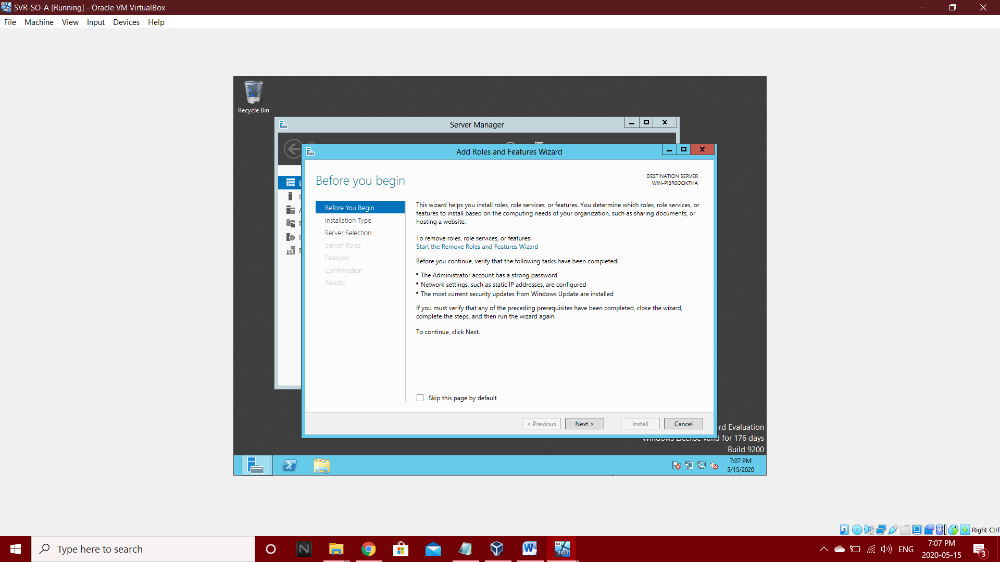 SVR-SO-A [Running] - Oracle VM VirtualBox
File Machine View Input Devices Help
Recycle Bin
Server Manager
Add Roles and Features Wizard
Before you begin
DESTINATION SERVER
WIN-PIBR0OQKTHA
Before You Begin
Installation Type
Server Selection
Server Roles
Features
Confirmation
Results
This wizard helps you install roles, role services, or features. You determine which roles, role services, or
features to install based on the computing needs of your organization, such as sharing documents, or
hosting a website.
To remove roles, role services, or features:
Start the Remove Roles and Features Wizard
Before you continue, verify that the following tasks have been completed:
• The Administrator account has a strong password
• Network settings, such as static IP addresses, are configured
• The most current security updates from Windows Update are installed
If you must verify that any of the preceding prerequisites have been completed, close the wizard,
complete the steps, and then run the wizard again.
To continue, click Next.
Skip this page by default
< Previous Next > Install Cancel
Evaluation
Windows License valid for 176 days
Build 9200
7:07 PM
5/15/2020
Right Ctrl
Type here to search
64
2012
ENG
7:07 PM
2020-05-15
3